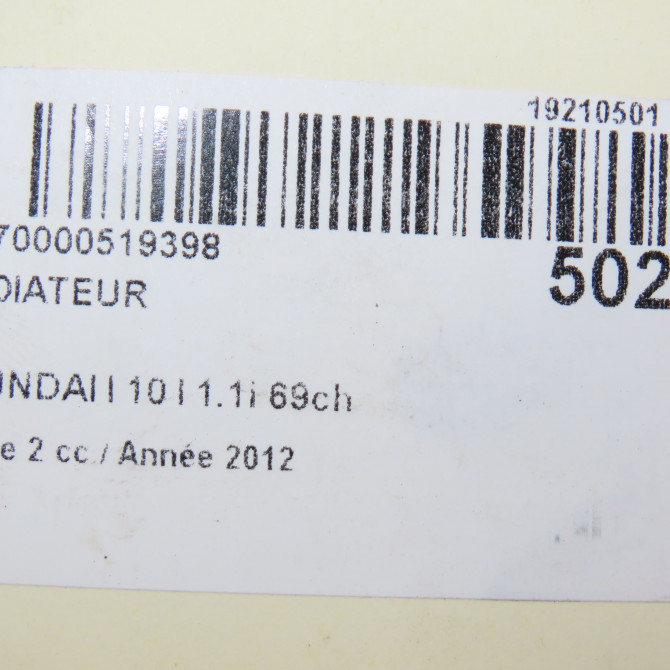 19210501
70000519398
502
DIATEUR
UNDAI I 10 I 1.1i 69ch
e 2 cc / Année 2012